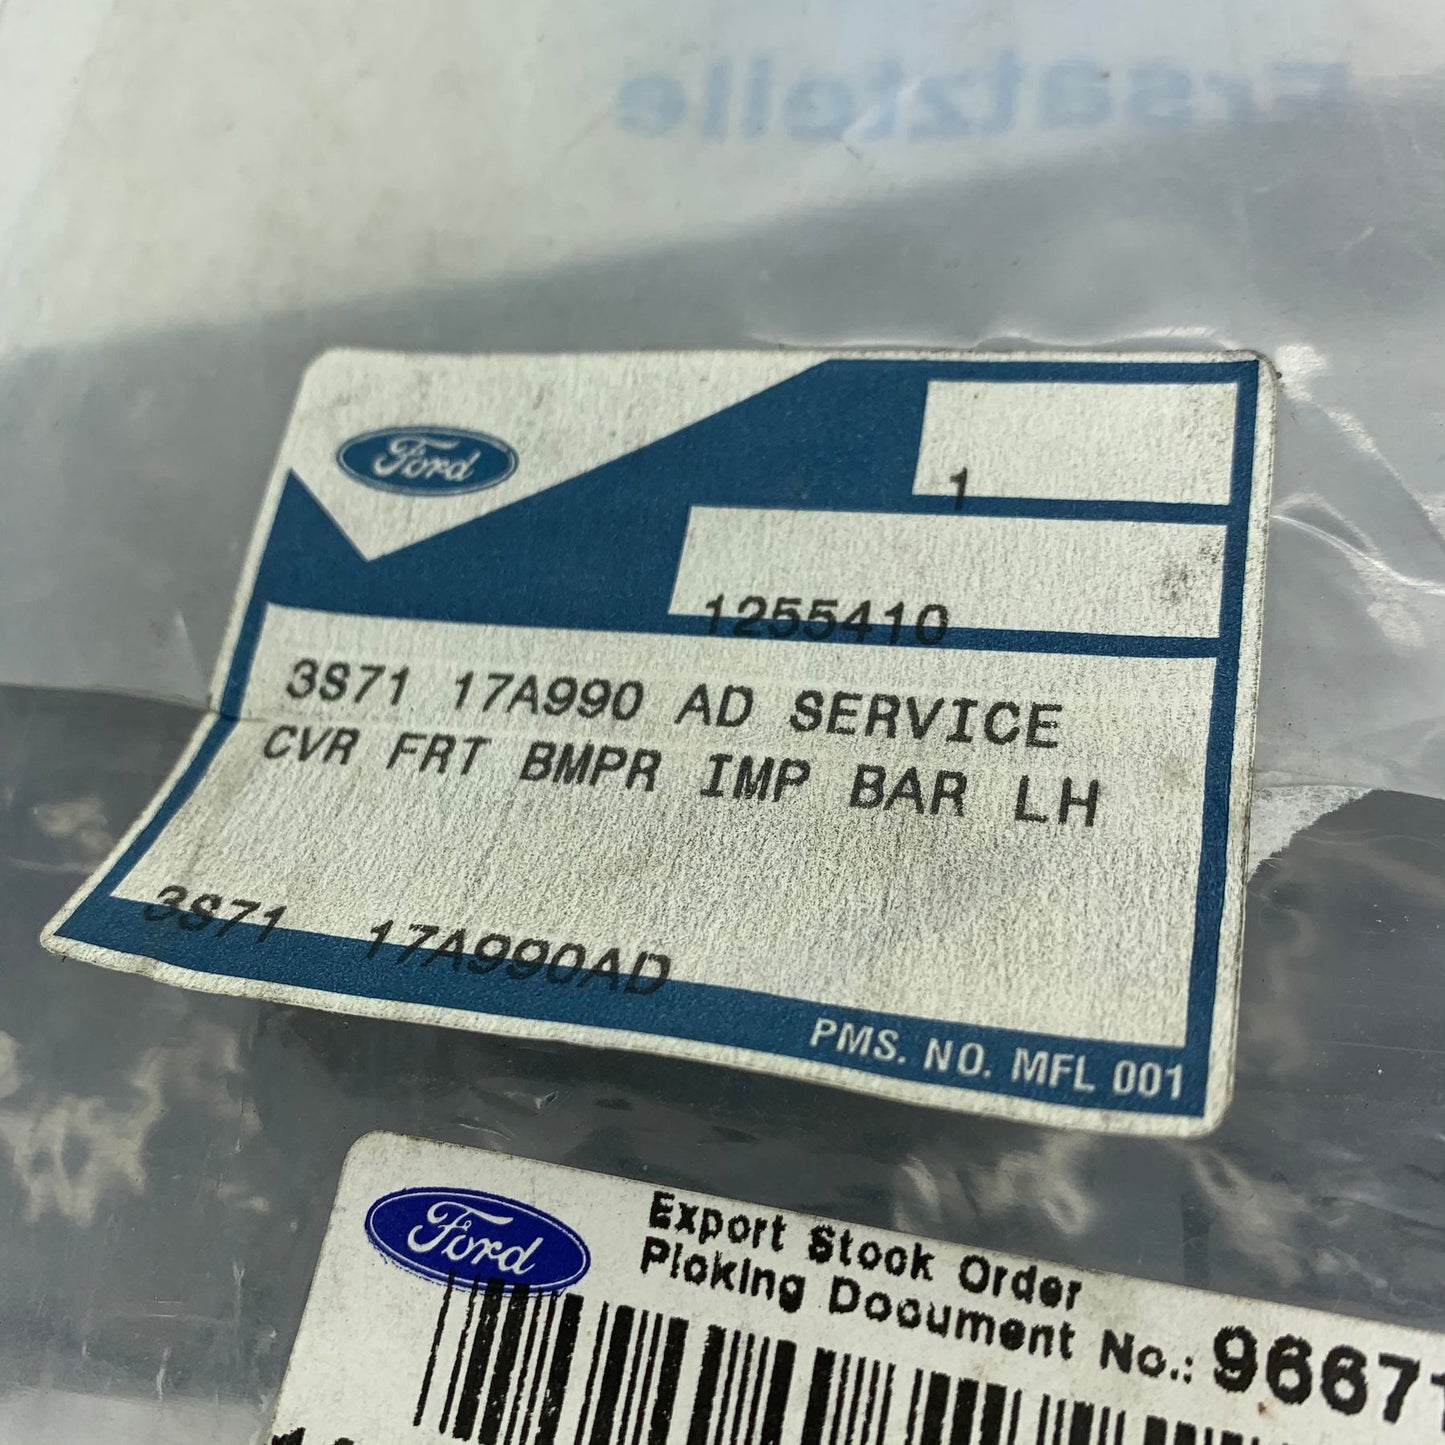 Ersatzteile
Ford
1
1255410
3S71 17A990 AD SERVICE
CVR FRT BMPR IMP BAR LH
3S71 17A990AD
PMS. NO. MFL 001
Ford
Export Stock Order
Picking Document No.: 96671